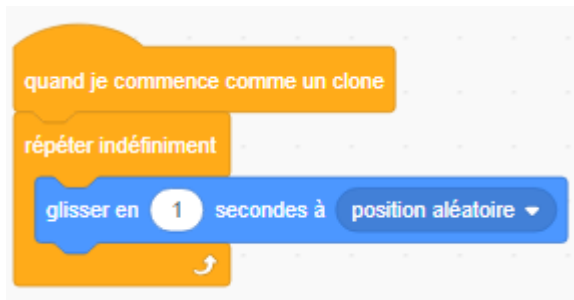 quand je commence comme un clone
répéter indéfiniment
glisser en 1 secondes à position aléatoire